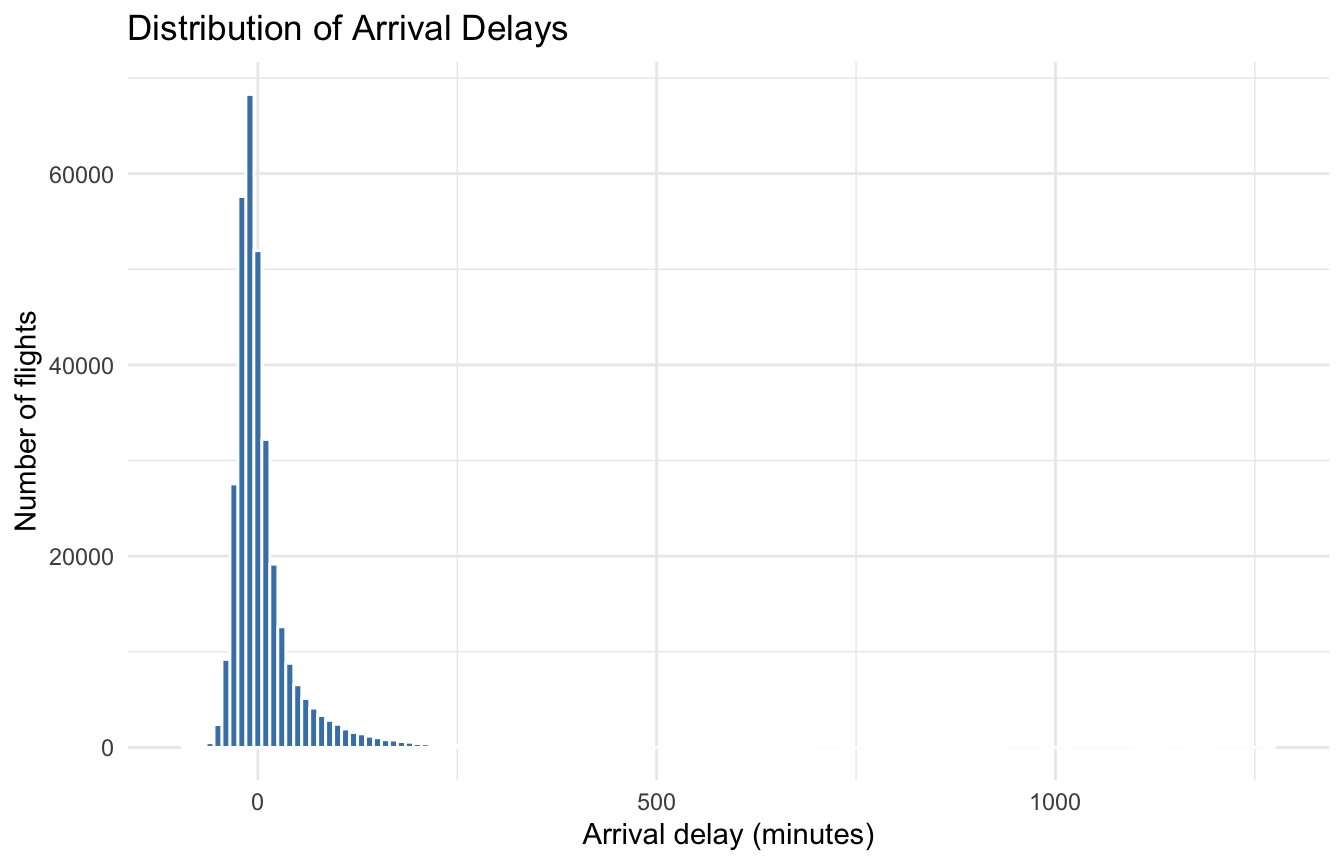 Distribution of Arrival Delays
Number of flights
60000
40000
20000
0
0
500
1000
Arrival delay (minutes)